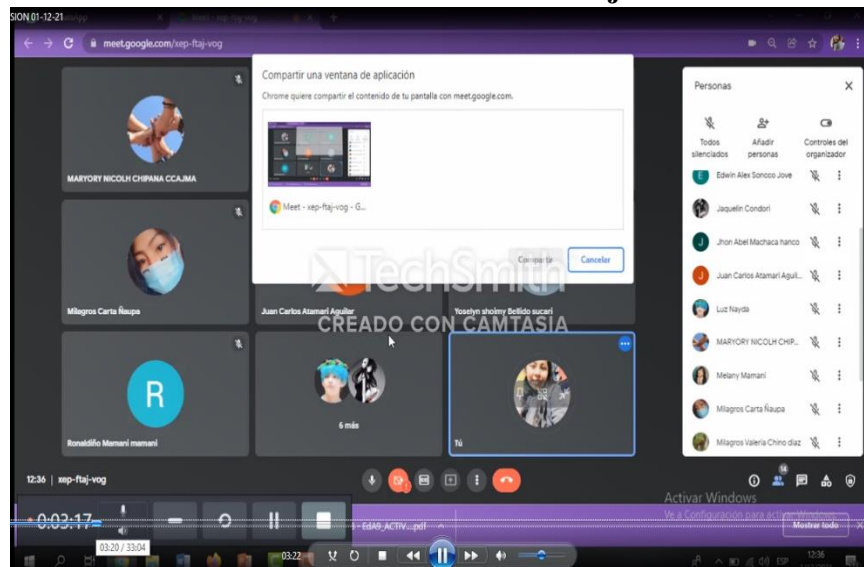 SION 01-12-21
meet.google.com/xep-ftaj-vog
Compartir una ventana de aplicación
Chrome quiere compartir el contenido de tu pantalla con meet.google.com.
Meet - xep-ftaj-vog - G...
Compartir
Cancelar
MARYORY NICOLH CHIPANA CCAJMA
Milagros Carta Ñaupa
Juan Carlos Atamari Aguilar
Yoselyn shoimy Bellido sucari
TechSmith
CREADO CON CAMTASIA
R
Ronaldiño Mamani mamani
6 más
Tú
Personas
Todos silenciados
Añadir personas
Controles del organizador
E
Edwin Alex Soncco Jove
Jaquelin Condori
J
Jhon Abel Machaca hanco
J
Juan Carlos Atamari Aguil...
Luz Nayda
MARYORY NICOLH CHIP...
Melany Mamani
Milagros Carta Ñaupa
Milagros Valeria Chino diaz
12:36 | xep-ftaj-vog
14
Activar Windows
Ve a Configuración para activar Windows.
Mostrar todo
0:03:17
EdA9_ACTIV....pdf
03:20 / 33:04
03:22
ESP
12:36